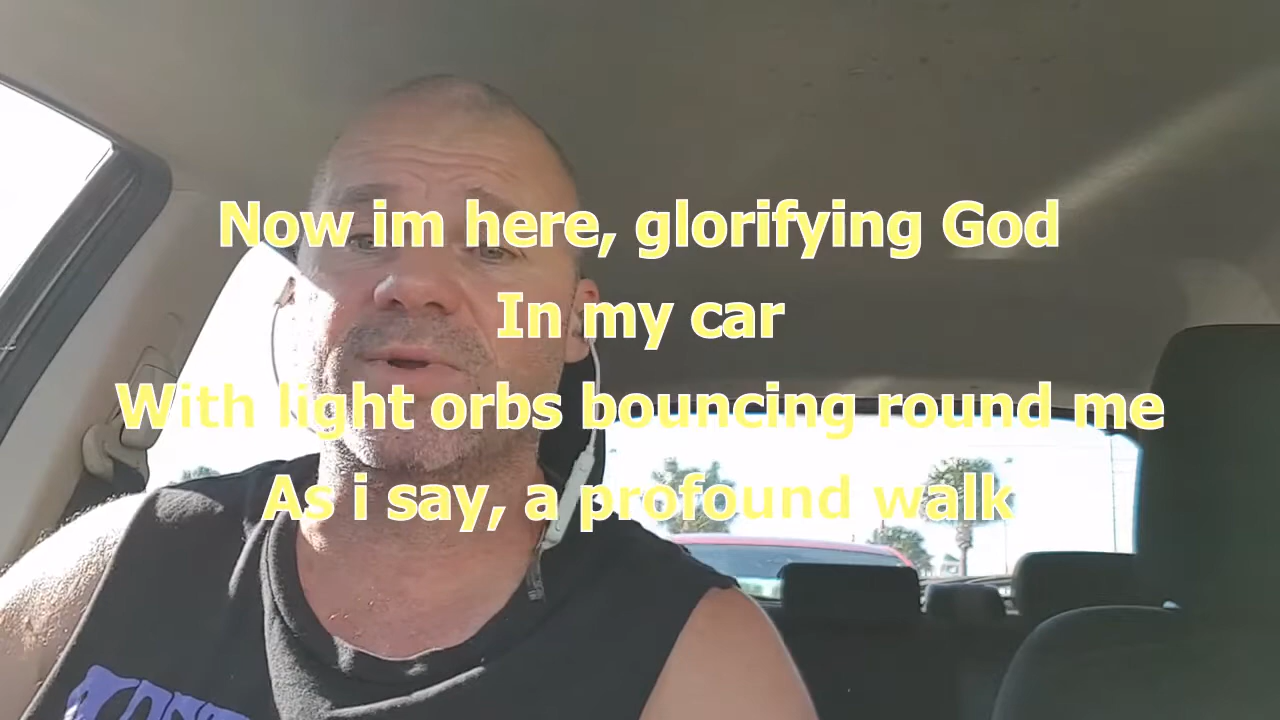 Now im here, glorifying God
In my car
With light orbs bouncing round me
As i say, a profound walk